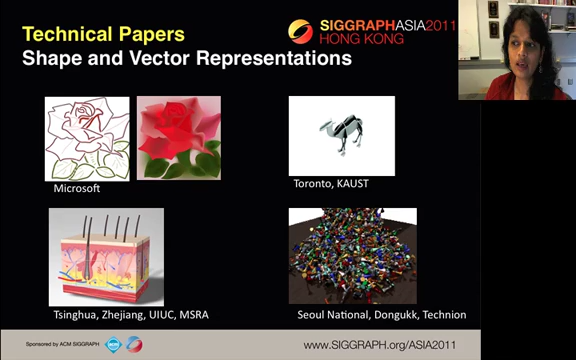 Technical Papers
Shape and Vector Representations
SIGGRAPHASIA2011
HONG KONG
Microsoft
Toronto, KAUST
Tsinghua, Zhejiang, UIUC, MSRA
Seoul National, Dongukk, Technion
Sponsored by ACM SIGGRAPH
www.SIGGRAPH.org/ASIA2011